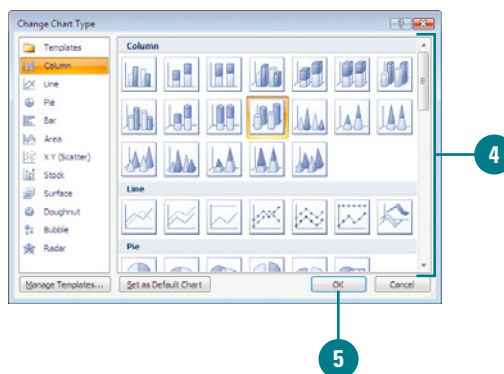 Change Chart Type
Templates
Column
Line
Pie
Bar
Area
X Y (Scatter)
Stock
Surface
Doughnut
Bubble
Radar
Column
Line
Pie
Manage Templates...
Set as Default Chart
OK
Cancel
4
5